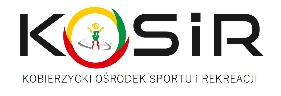 KOSiR
KOBIERZYCKI OŚRODEK SPORTU i REKREACJI